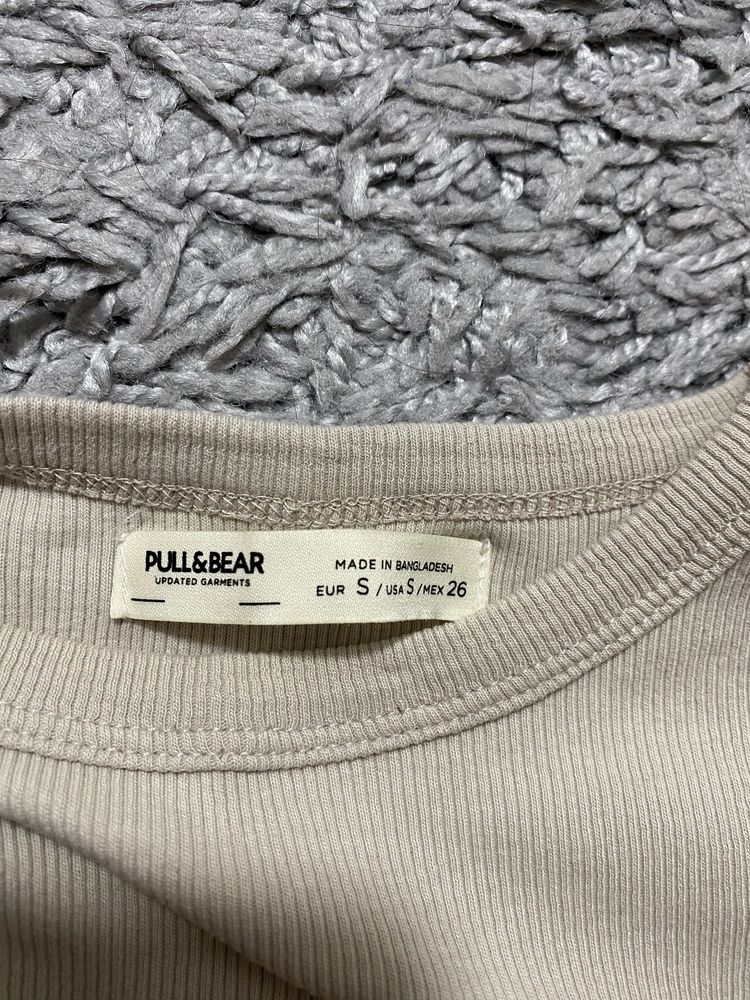 PULL&BEAR
UPDATED GARMENTS
MADE IN BANGLADESH
EUR S / USA S / MEX 26